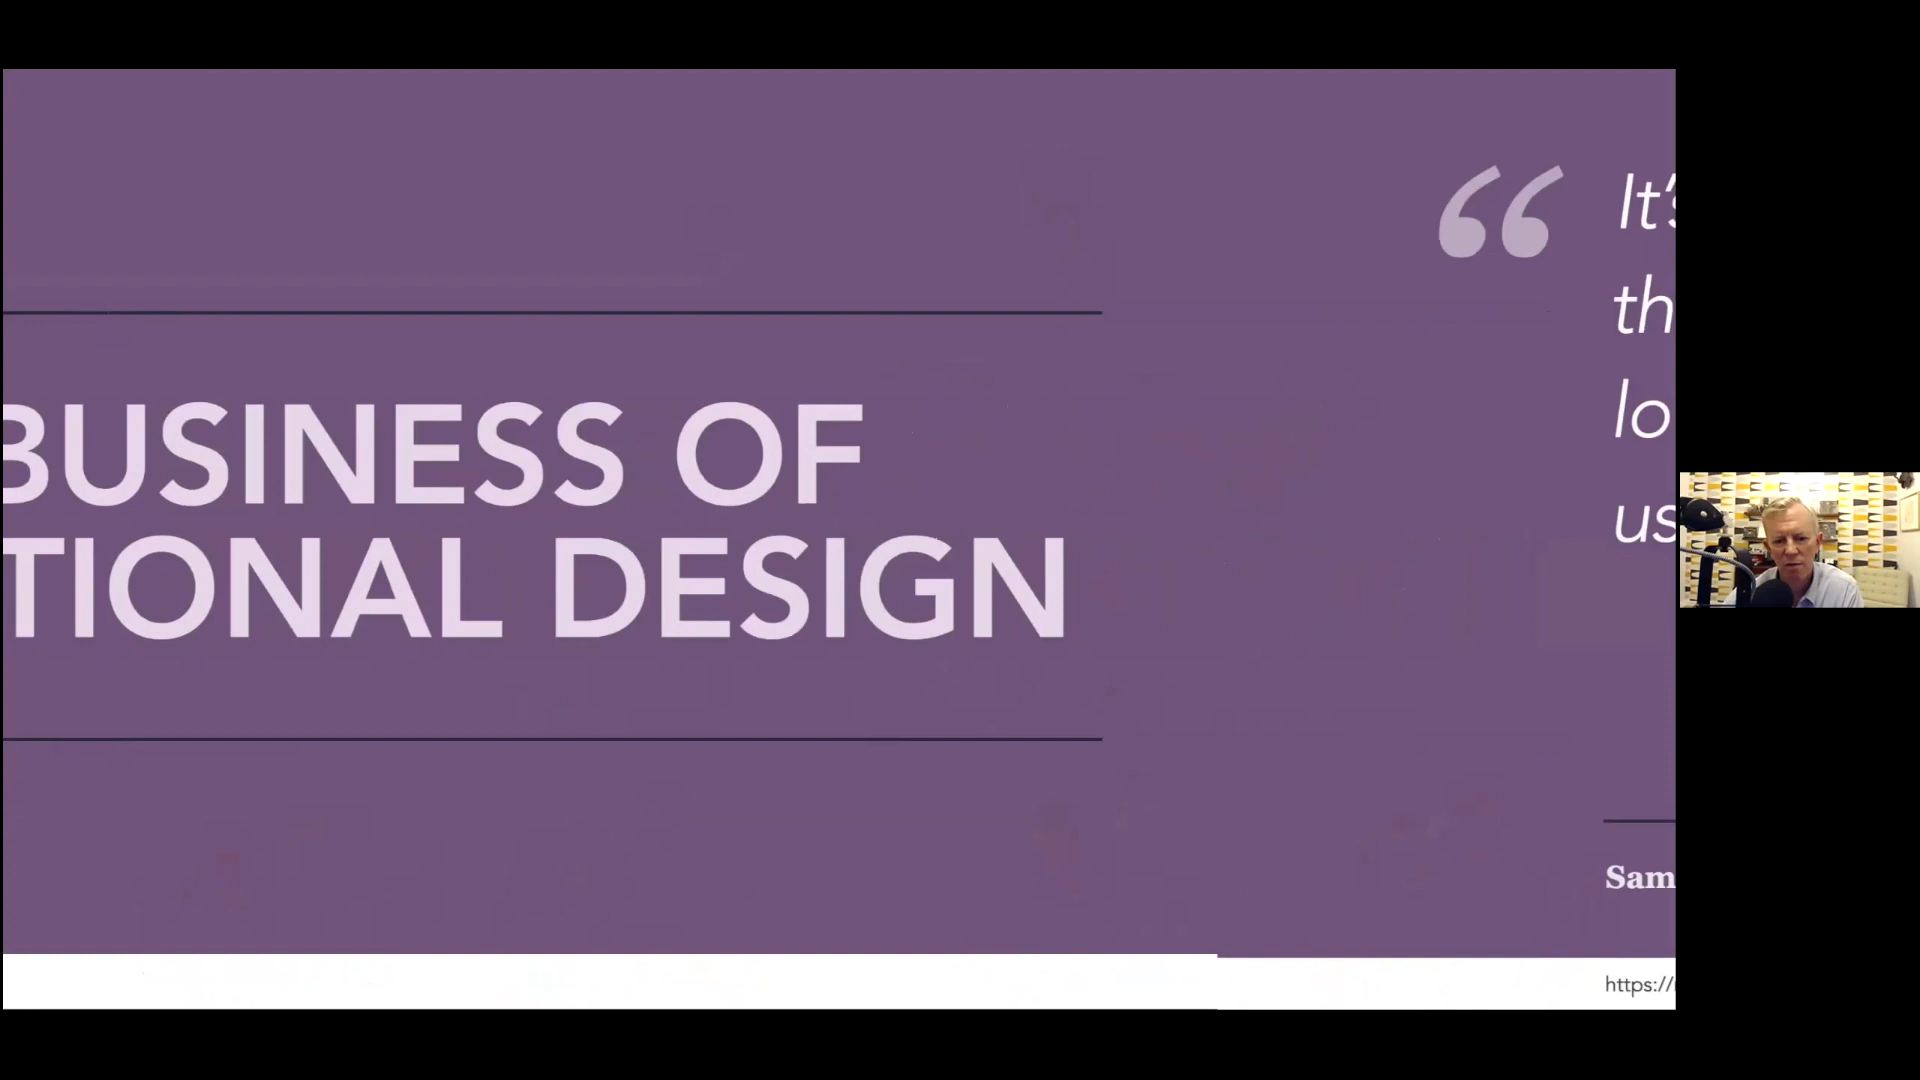 BUSINESS OF
TIONAL DESIGN
“ It’s
th
lo
us
Sam
https://